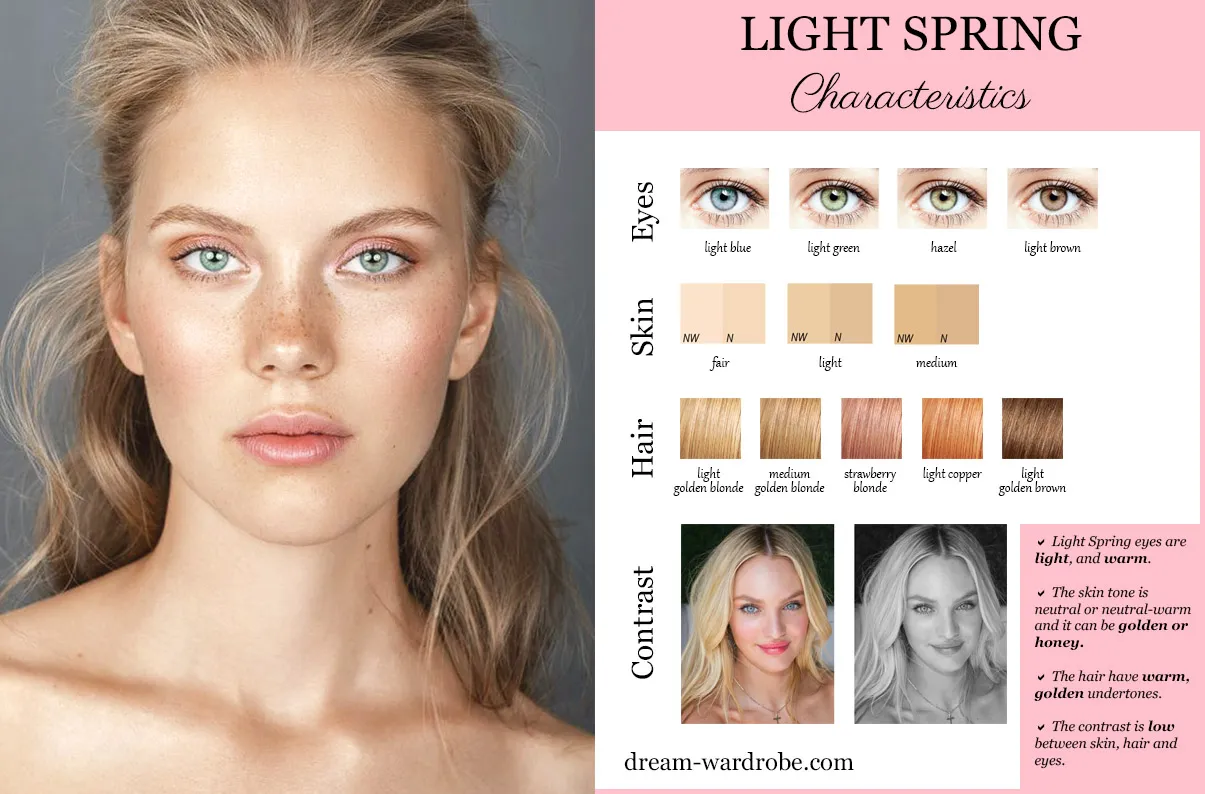 LIGHT SPRING
Characteristics
Eyes
light blue
light green
hazel
light brown
Skin
NW N
NW N
NW N
fair
light
medium
Hair
light
golden blonde
medium
golden blonde
strawberry
blonde
light copper
light
golden brown
Contrast
✓ Light Spring eyes are
light, and warm.
✓ The skin tone is
neutral or neutral-warm
and it can be golden or
honey.
✓ The hair have warm,
golden undertones.
✓ The contrast is low
between skin, hair and
eyes.
dream-wardrobe.com